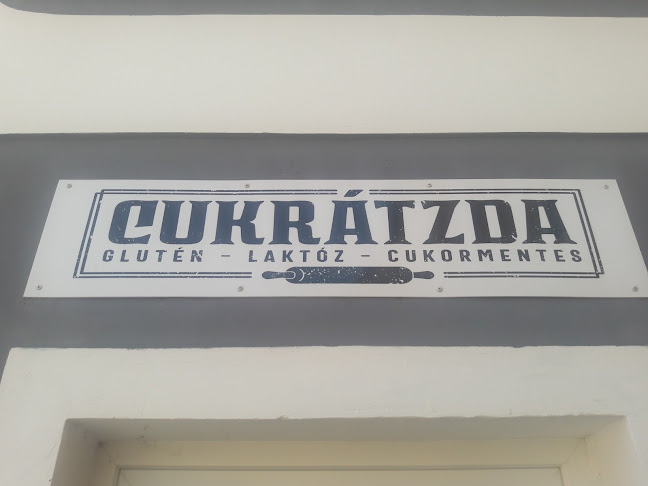 CUKRÁTZDA
GLUTÉN - LAKTÓZ - CUKORMENTES